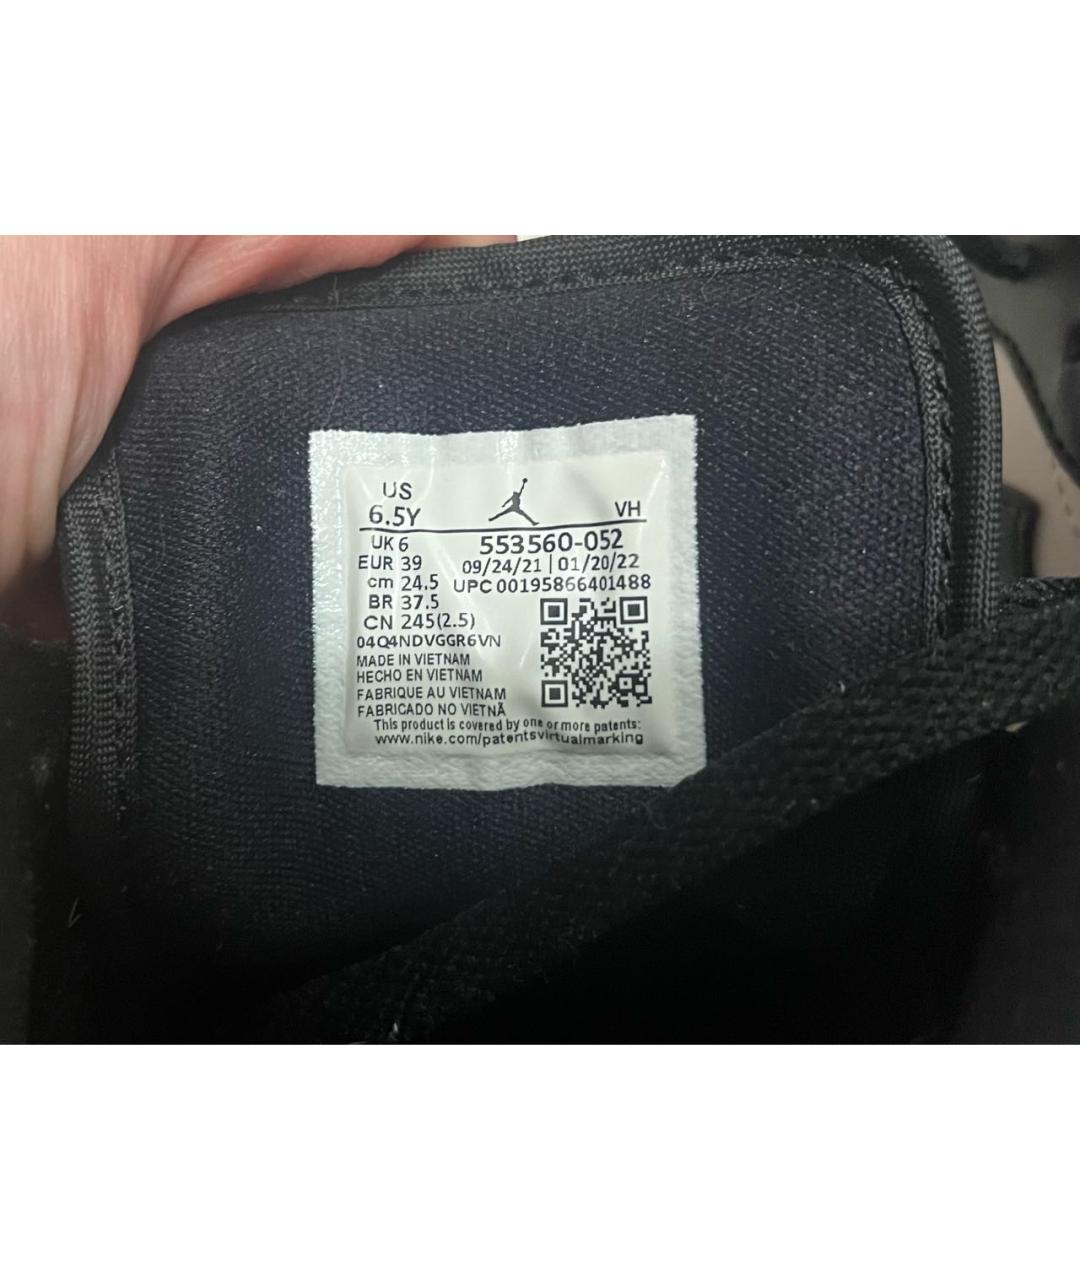 US
6.5Y VH
UK 6 553560-052
EUR 39 09/24/21 | 01/20/22
cm 24.5 UPC 00195866401488
BR 37.5
CN 245(2.5)
04Q4NDVGGR6VN
MADE IN VIETNAM
HECHO EN VIETNAM
FABRIQUE AU VIETNAM
FABRICADO NO VIETNÃ
This product is covered by one or more patents:
www.nike.com/patentsvirtualmarking